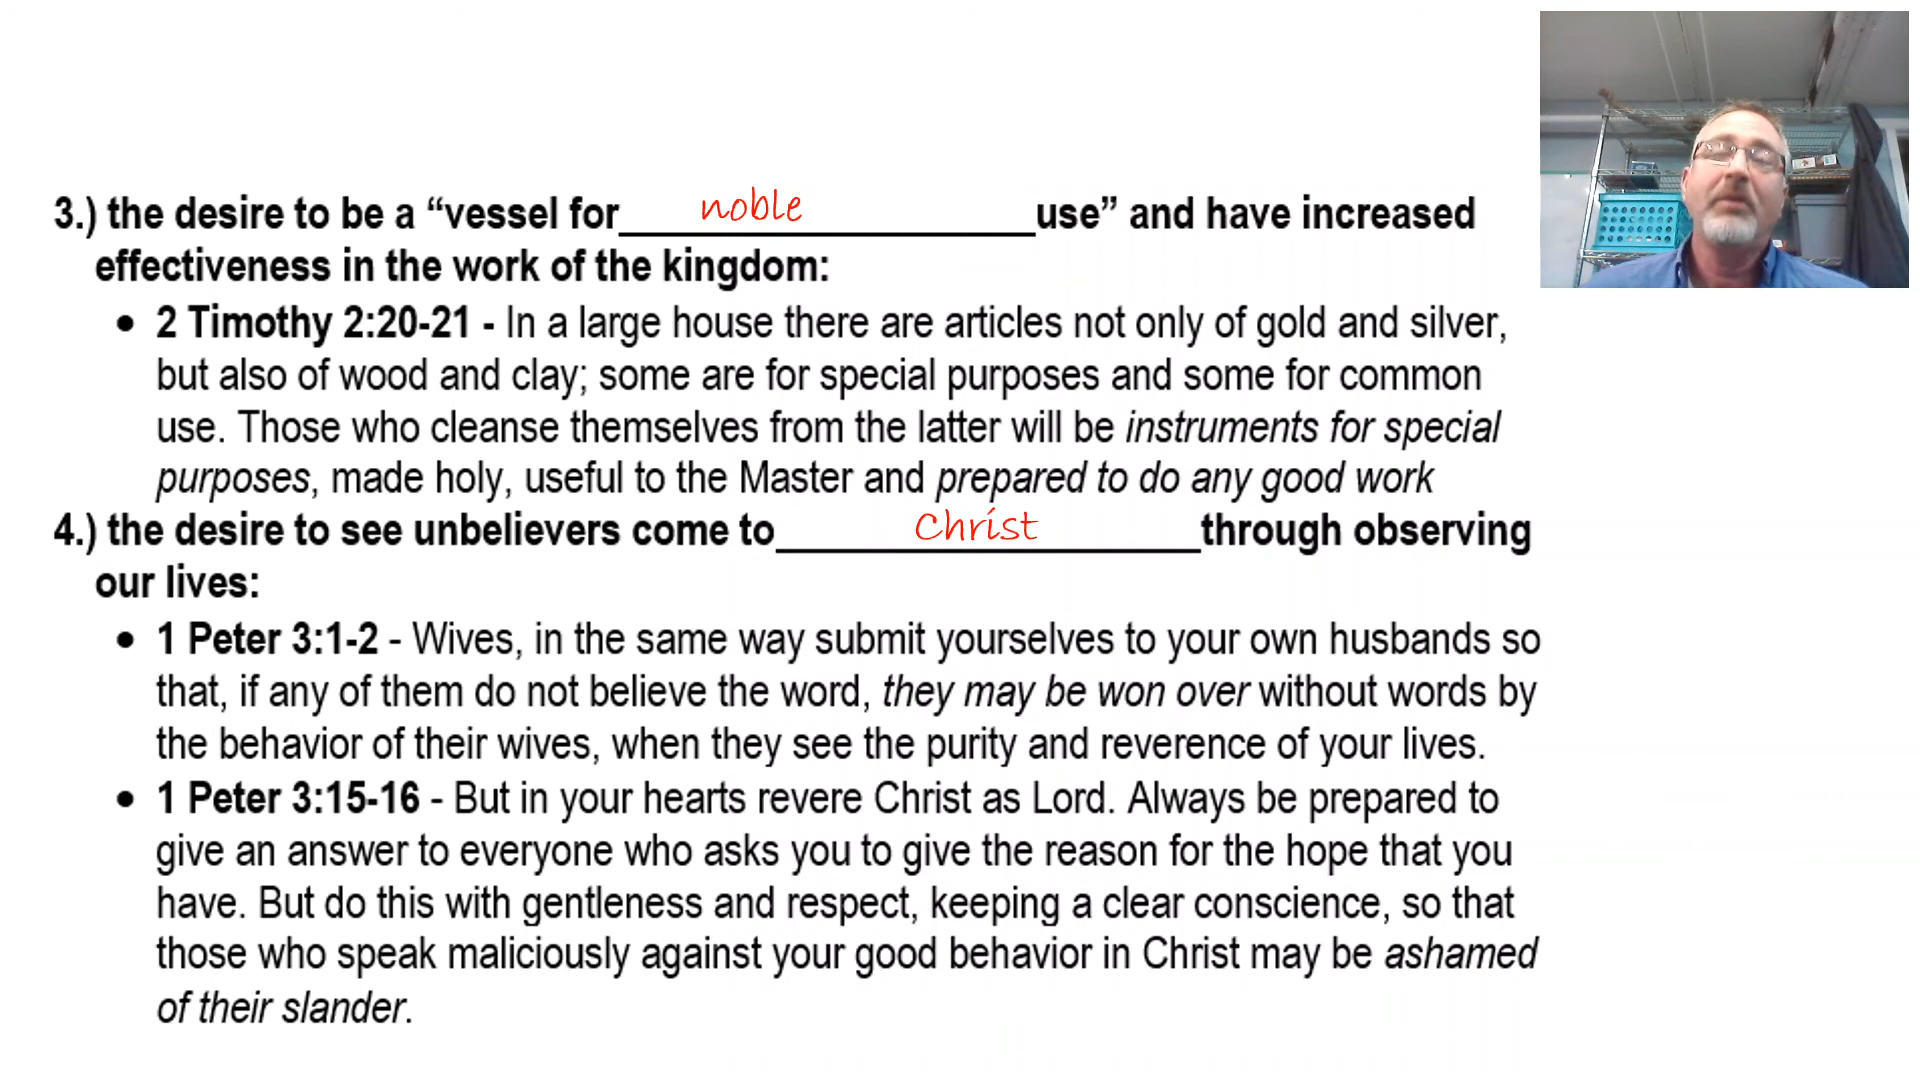 3.) the desire to be a “vessel for noble use” and have increased
effectiveness in the work of the kingdom:
• 2 Timothy 2:20-21 - In a large house there are articles not only of gold and silver,
but also of wood and clay; some are for special purposes and some for common
use. Those who cleanse themselves from the latter will be instruments for special
purposes, made holy, useful to the Master and prepared to do any good work
4.) the desire to see unbelievers come to Christ through observing
our lives:
• 1 Peter 3:1-2 - Wives, in the same way submit yourselves to your own husbands so
that, if any of them do not believe the word, they may be won over without words by
the behavior of their wives, when they see the purity and reverence of your lives.
• 1 Peter 3:15-16 - But in your hearts revere Christ as Lord. Always be prepared to
give an answer to everyone who asks you to give the reason for the hope that you
have. But do this with gentleness and respect, keeping a clear conscience, so that
those who speak maliciously against your good behavior in Christ may be ashamed
of their slander.